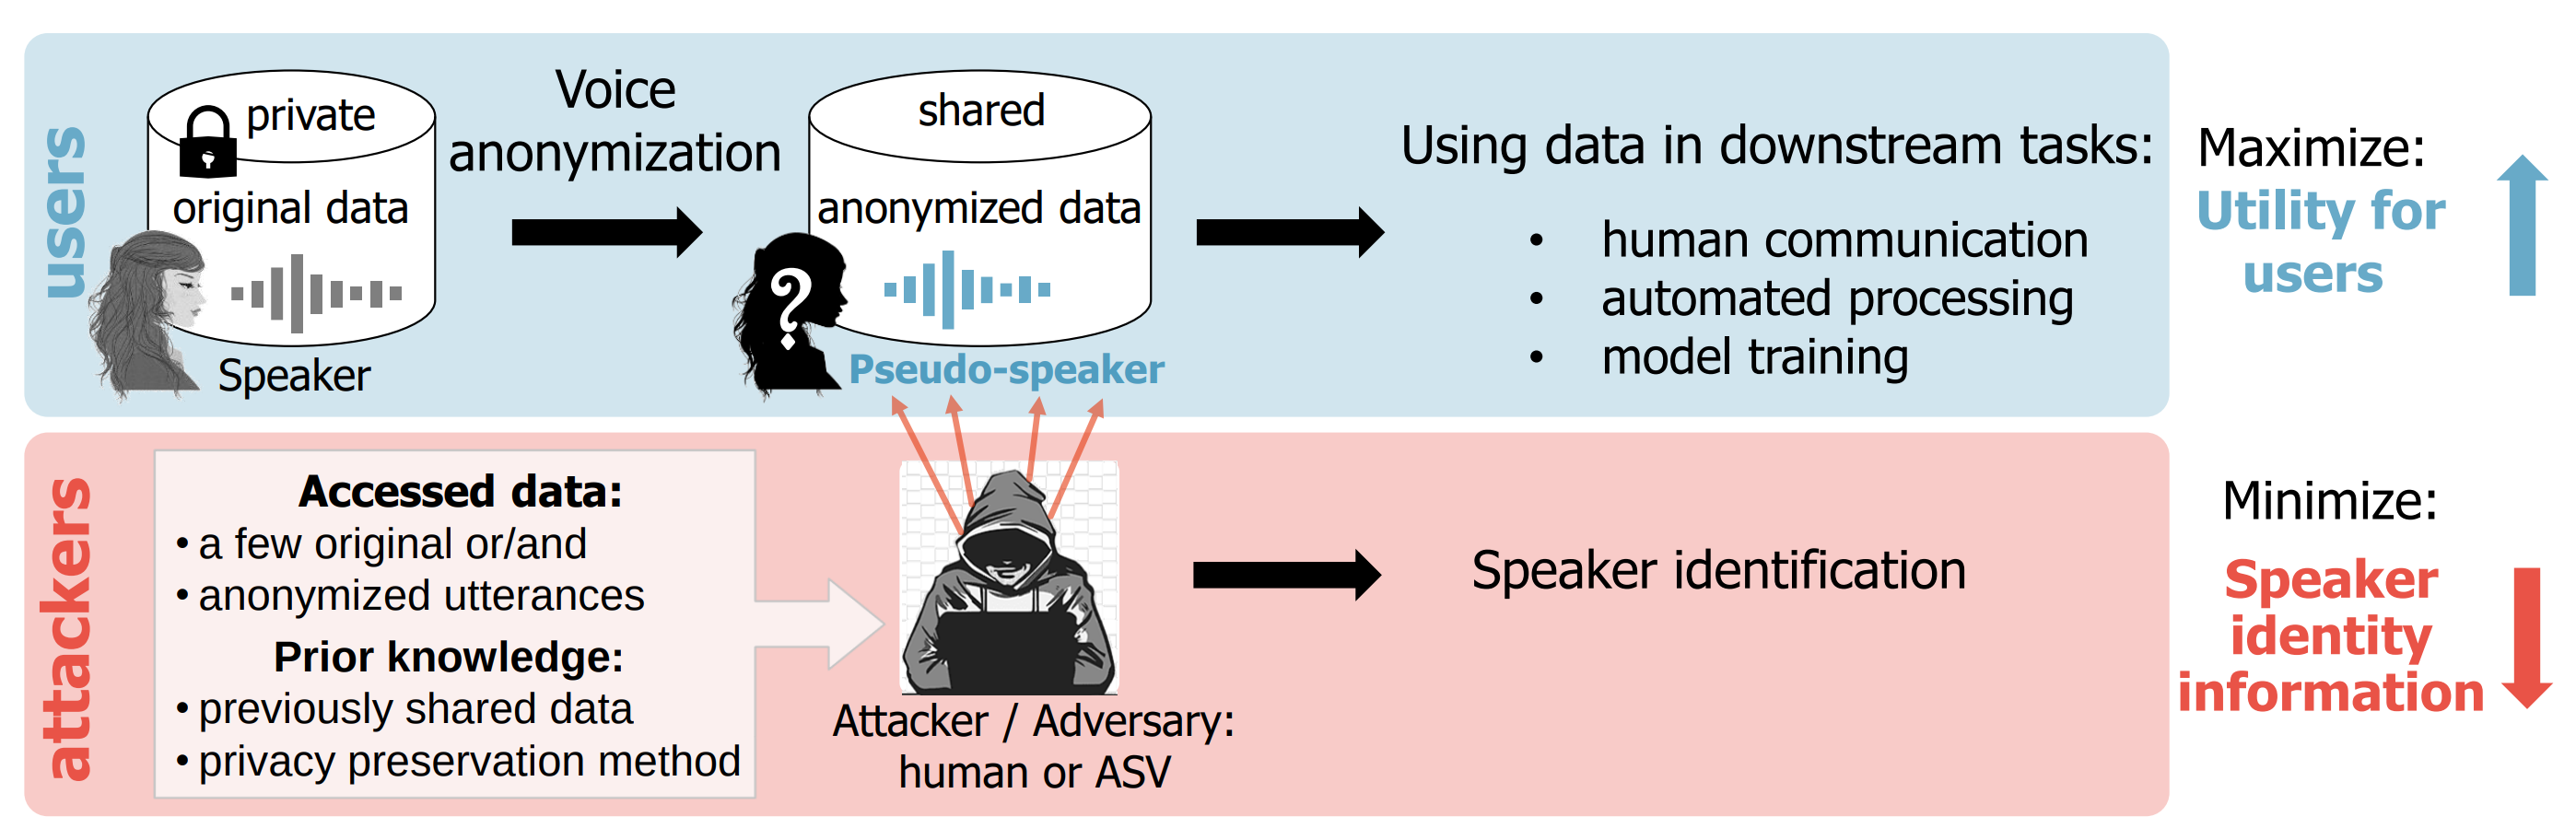 users
private
original data
Speaker
Voice
anonymization
shared
anonymized data
?
Pseudo-speaker
Using data in downstream tasks:
• human communication
• automated processing
• model training
Maximize:
Utility for
users
attackers
Accessed data:
• a few original or/and
• anonymized utterances
Prior knowledge:
• previously shared data
• privacy preservation method
Attacker / Adversary:
human or ASV
Speaker identification
Minimize:
Speaker
identity
information